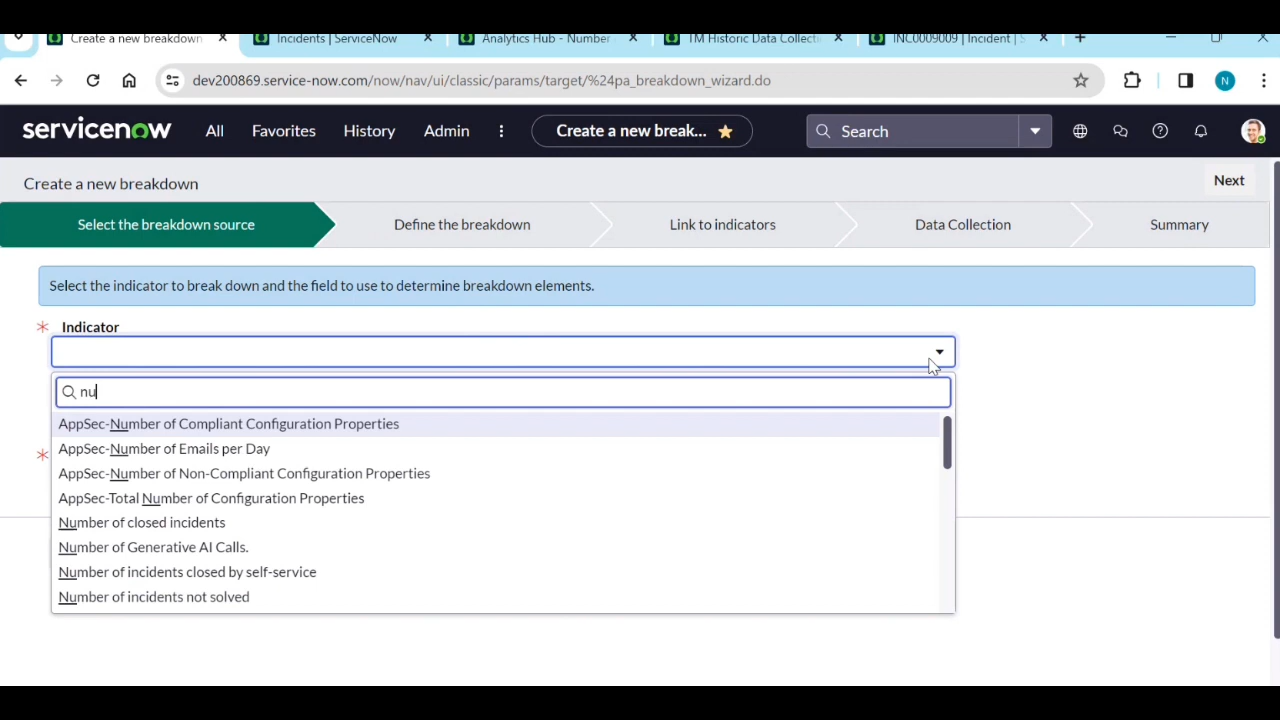 Create a new breakdown
Incidents | ServiceNow
Analytics Hub - Number
TM Historic Data Collecti
INC0009009 | Incident | S
dev200869.service-now.com/now/nav/ui/classic/params/target/%24pa_breakdown_wizard.do
N
servicenow
All
Favorites
History
Admin
Create a new break...
Search
Create a new breakdown
Next
Select the breakdown source
Define the breakdown
Link to indicators
Data Collection
Summary
Select the indicator to break down and the field to use to determine breakdown elements.
Indicator
nu
AppSec-Number of Compliant Configuration Properties
AppSec-Number of Emails per Day
AppSec-Number of Non-Compliant Configuration Properties
AppSec-Total Number of Configuration Properties
Number of closed incidents
Number of Generative AI Calls.
Number of incidents closed by self-service
Number of incidents not solved